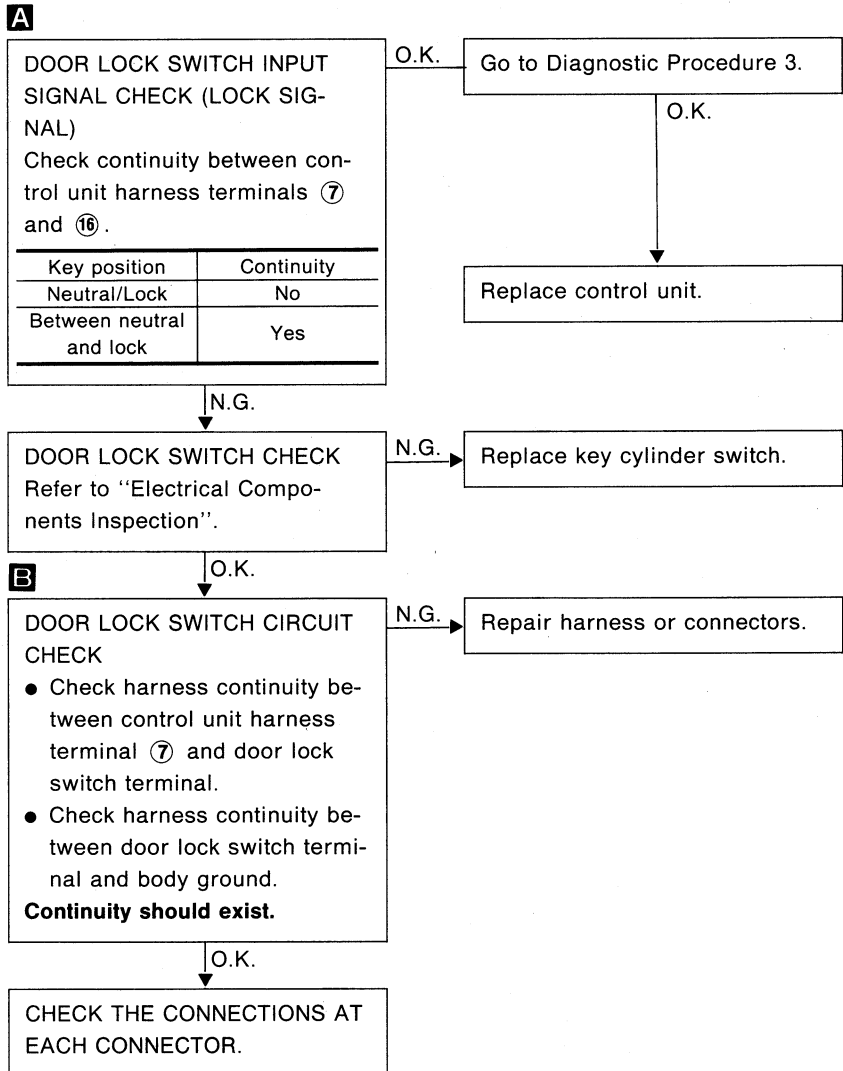 A
DOOR LOCK SWITCH INPUT
SIGNAL CHECK (LOCK SIG-
NAL)
Check continuity between con-
trol unit harness terminals ⑦
and ⑯.
Key position Continuity
Neutral/Lock No
Between neutral
and lock
Yes
O.K.
Go to Diagnostic Procedure 3.
O.K.
Replace control unit.
N.G.
DOOR LOCK SWITCH CHECK
Refer to ‘‘Electrical Compo-
nents Inspection’’.
N.G.
Replace key cylinder switch.
O.K.
B
DOOR LOCK SWITCH CIRCUIT
CHECK
● Check harness continuity be-
tween control unit harness
terminal ⑦ and door lock
switch terminal.
● Check harness continuity be-
tween door lock switch termi-
nal and body ground.
Continuity should exist.
N.G.
Repair harness or connectors.
O.K.
CHECK THE CONNECTIONS AT
EACH CONNECTOR.